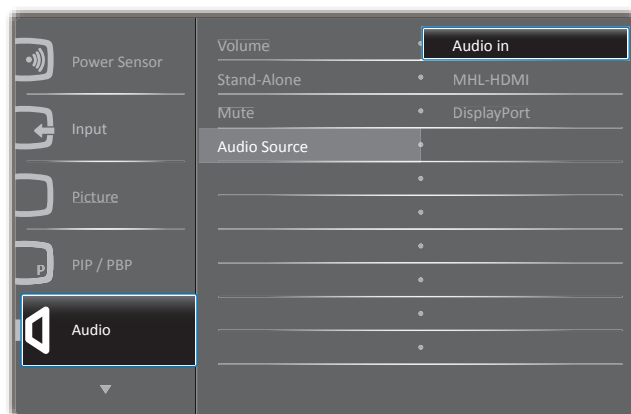 Power Sensor
Input
Picture
P
PIP / PBP
Audio
Volume
Stand-Alone
Mute
Audio Source
Audio in
MHL-HDMI
DisplayPort